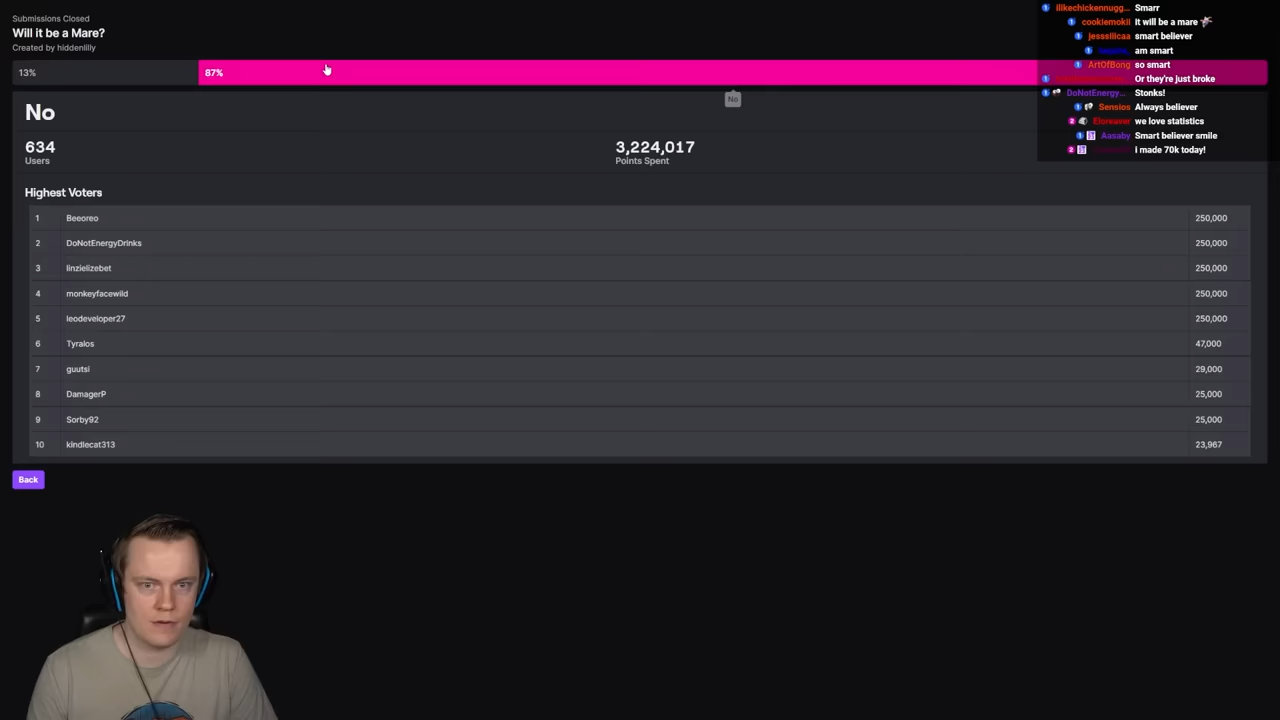 Submissions Closed
Will it be a Mare?
Created by hiddenlilly
13%
87%
No
No
634
Users
3,224,017
Points Spent
Highest Voters
1 Beeoreo 250,000
2 DoNotEnergyDrinks 250,000
3 linzielizebet 250,000
4 monkeyfacewild 250,000
5 leodeveloper27 250,000
6 Tyralos 47,000
7 guutsi 29,000
8 DamagerP 25,000
9 Sorby92 25,000
10 kindlecat313 23,967
Back
illikechickennugg... Smarr
cookiemokii it will be a mare
jesssiicaa smart believer
am smart
ArtOfBong so smart
Or they're just broke
DoNotEnergy... Stonks!
Sensios Always believer
Eloreaver we love statistics
Aasaby Smart believer smile
i made 70k today!